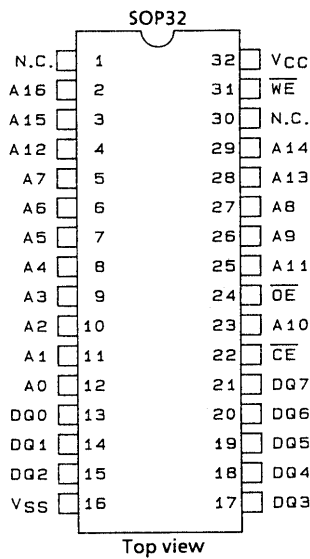 SOP32
N.C. 1 32 VCC
A16 2 31 W̅E̅
A15 3 30 N.C.
A12 4 29 A14
A7 5 28 A13
A6 6 27 A8
A5 7 26 A9
A4 8 25 A11
A3 9 24 O̅E̅
A2 10 23 A10
A1 11 22 C̅E̅
A0 12 21 DQ7
DQ0 13 20 DQ6
DQ1 14 19 DQ5
DQ2 15 18 DQ4
VSS 16 17 DQ3
Top view